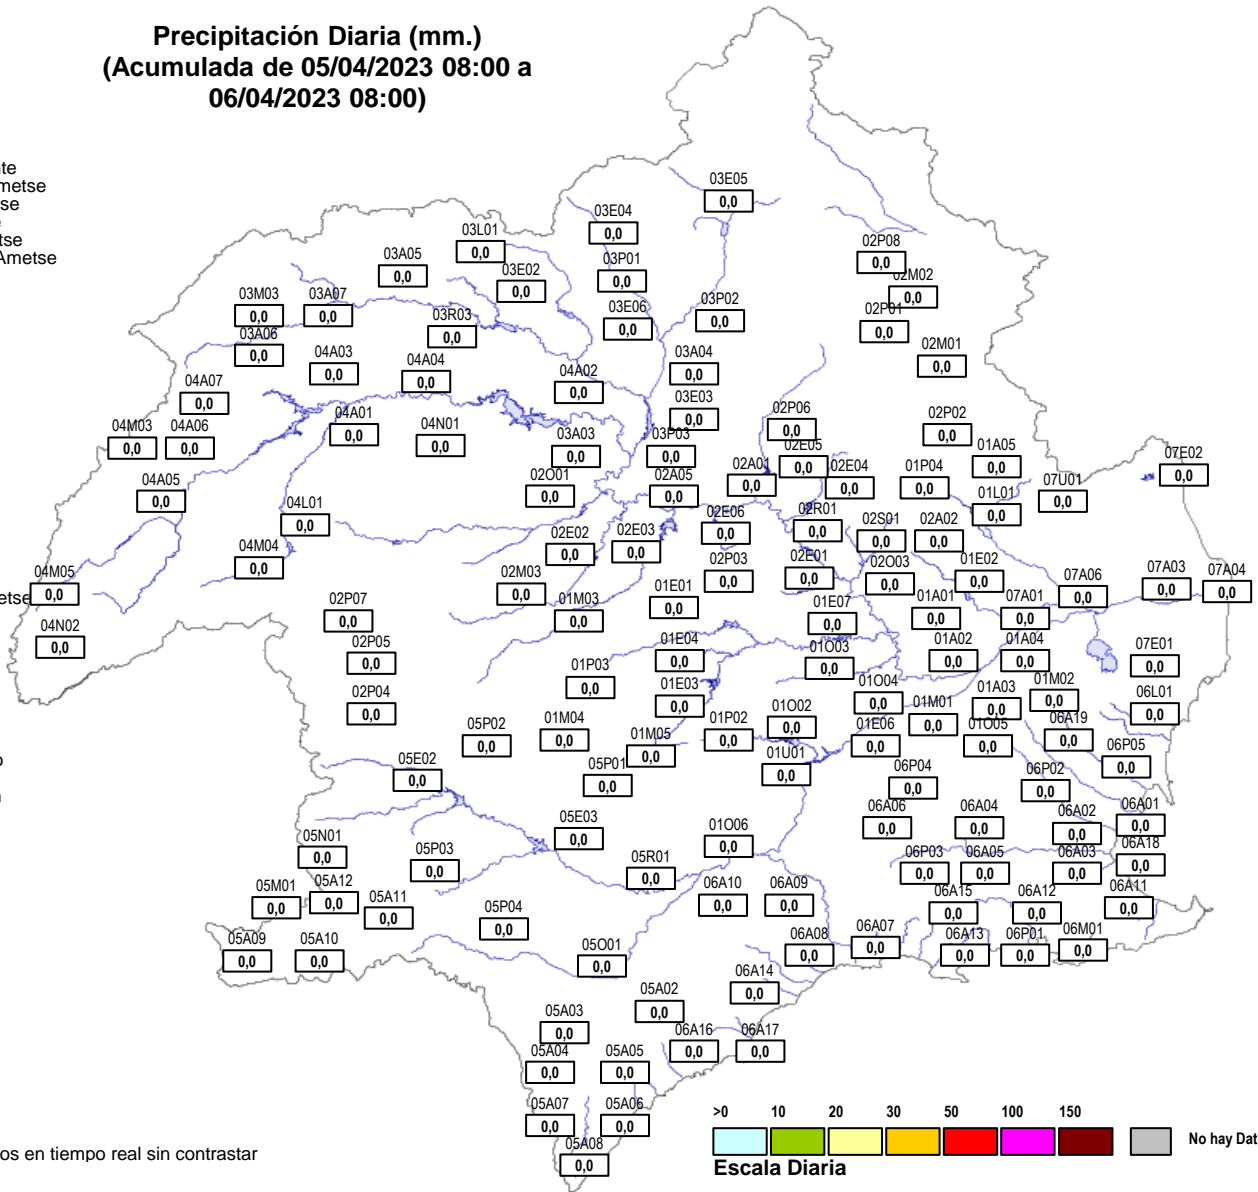 Precipitación Diaria (mm.)
(Acumulada de 05/04/2023 08:00 a
06/04/2023 08:00)
03E05
0,0
03E04
0,0
03L01
0,0
03A05
0,0
03E02
0,0
03P01
0,0
02P08
0,0
02M02
0,0
03M03
0,0
03A07
0,0
03R03
0,0
03E06
0,0
03P02
0,0
02P01
0,0
03A06
0,0
04A03
0,0
04A04
0,0
04A02
0,0
03A04
0,0
02M01
0,0
04A07
0,0
03E03
0,0
04M03
0,0
04A06
0,0
04A01
0,0
04N01
0,0
03A03
0,0
03P03
0,0
02P06
0,0
02P02
0,0
02E05
0,0
01A05
0,0
07E02
0,0
04A05
0,0
02O01
0,0
02A05
0,0
02A01
0,0
02E04
0,0
01P04
0,0
07U01
0,0
01L01
0,0
04L01
0,0
02E06
0,0
02R01
0,0
02S01
0,0
02A02
0,0
04M04
0,0
02E02
0,0
02E03
0,0
02P03
0,0
02E01
0,0
02O03
0,0
01E02
0,0
04M05
0,0
02M03
0,0
01M03
0,0
01E01
0,0
01E07
0,0
01A01
0,0
07A01
0,0
07A06
0,0
07A03
0,0
07A04
0,0
04N02
0,0
02P07
0,0
02P05
0,0
01E04
0,0
01O03
0,0
01A02
0,0
01A04
0,0
07E01
0,0
02P04
0,0
01P03
0,0
01E03
0,0
01O04
0,0
01M01
0,0
01A03
0,0
01M02
0,0
06L01
0,0
05P02
0,0
01M04
0,0
01M05
0,0
01P02
0,0
01O02
0,0
01E06
0,0
01O05
0,0
06A19
0,0
06P05
0,0
05E02
0,0
05P01
0,0
01U01
0,0
06P04
0,0
06P02
0,0
05E03
0,0
01O06
0,0
06A06
0,0
06A04
0,0
06A02
0,0
06A01
0,0
05N01
0,0
05P03
0,0
05R01
0,0
06P03
0,0
06A05
0,0
06A03
0,0
06A18
0,0
05M01
0,0
05A12
0,0
05A11
0,0
06A10
0,0
06A09
0,0
06A15
0,0
06A12
0,0
06A11
0,0
05A09
0,0
05A10
0,0
05P04
0,0
05O01
0,0
06A08
0,0
06A07
0,0
06A13
0,0
06P01
0,0
06M01
0,0
06A14
0,0
05A02
0,0
05A03
0,0
06A16
0,0
06A17
0,0
05A04
0,0
05A05
0,0
05A07
0,0
05A06
0,0
05A08
0,0
>0 10 20 30 50 100 150
No hay Dat
Escala Diaria
os en tiempo real sin contrastar